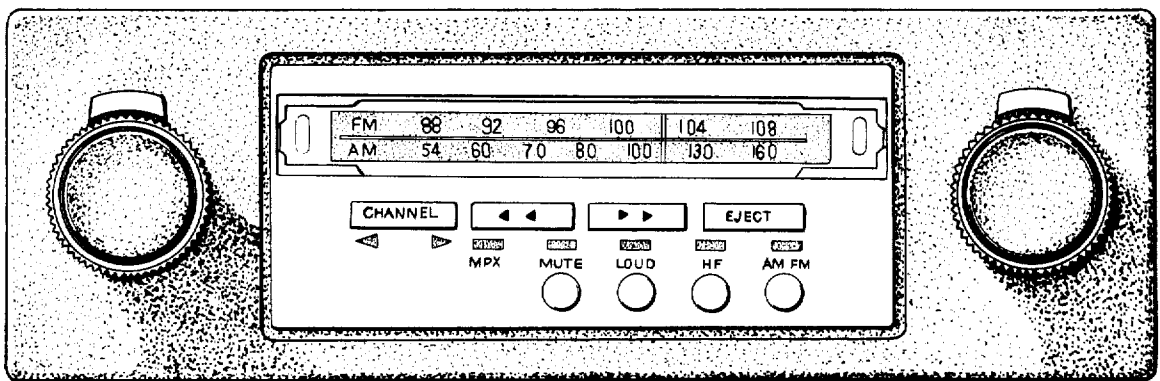 FM 88 92 96 100 104 108
AM 54 60 70 80 100 130 160
CHANNEL ◄ ◄ ► ► EJECT
MPX MUTE LOUD HF AM FM